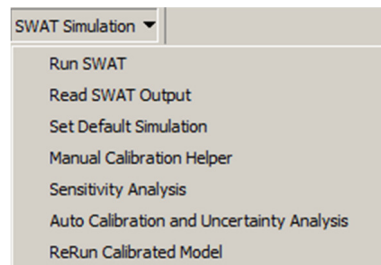 SWAT Simulation
Run SWAT
Read SWAT Output
Set Default Simulation
Manual Calibration Helper
Sensitivity Analysis
Auto Calibration and Uncertainty Analysis
ReRun Calibrated Model